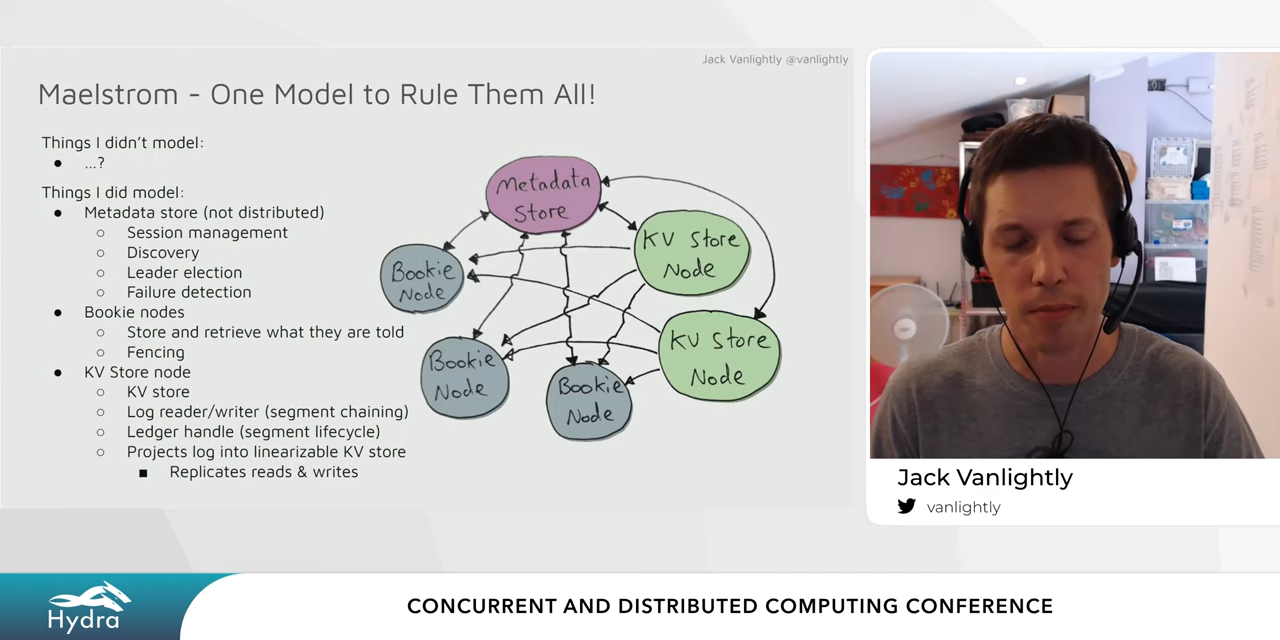 Jack Vanlightly @vanlightly
Maelstrom - One Model to Rule Them All!
Things I didn't model:
● ...?
Things I did model:
● Metadata store (not distributed)
○ Session management
○ Discovery
○ Leader election
○ Failure detection
● Bookie nodes
○ Store and retrieve what they are told
○ Fencing
● KV Store node
○ KV store
○ Log reader/writer (segment chaining)
○ Ledger handle (segment lifecycle)
○ Projects log into linearizable KV store
■ Replicates reads & writes
Metadata
Store
KV Store
Node
Bookie
Node
KV Store
Node
Bookie
Node
Bookie
Node
Jack Vanlightly
vanlightly
Hydra
CONCURRENT AND DISTRIBUTED COMPUTING CONFERENCE